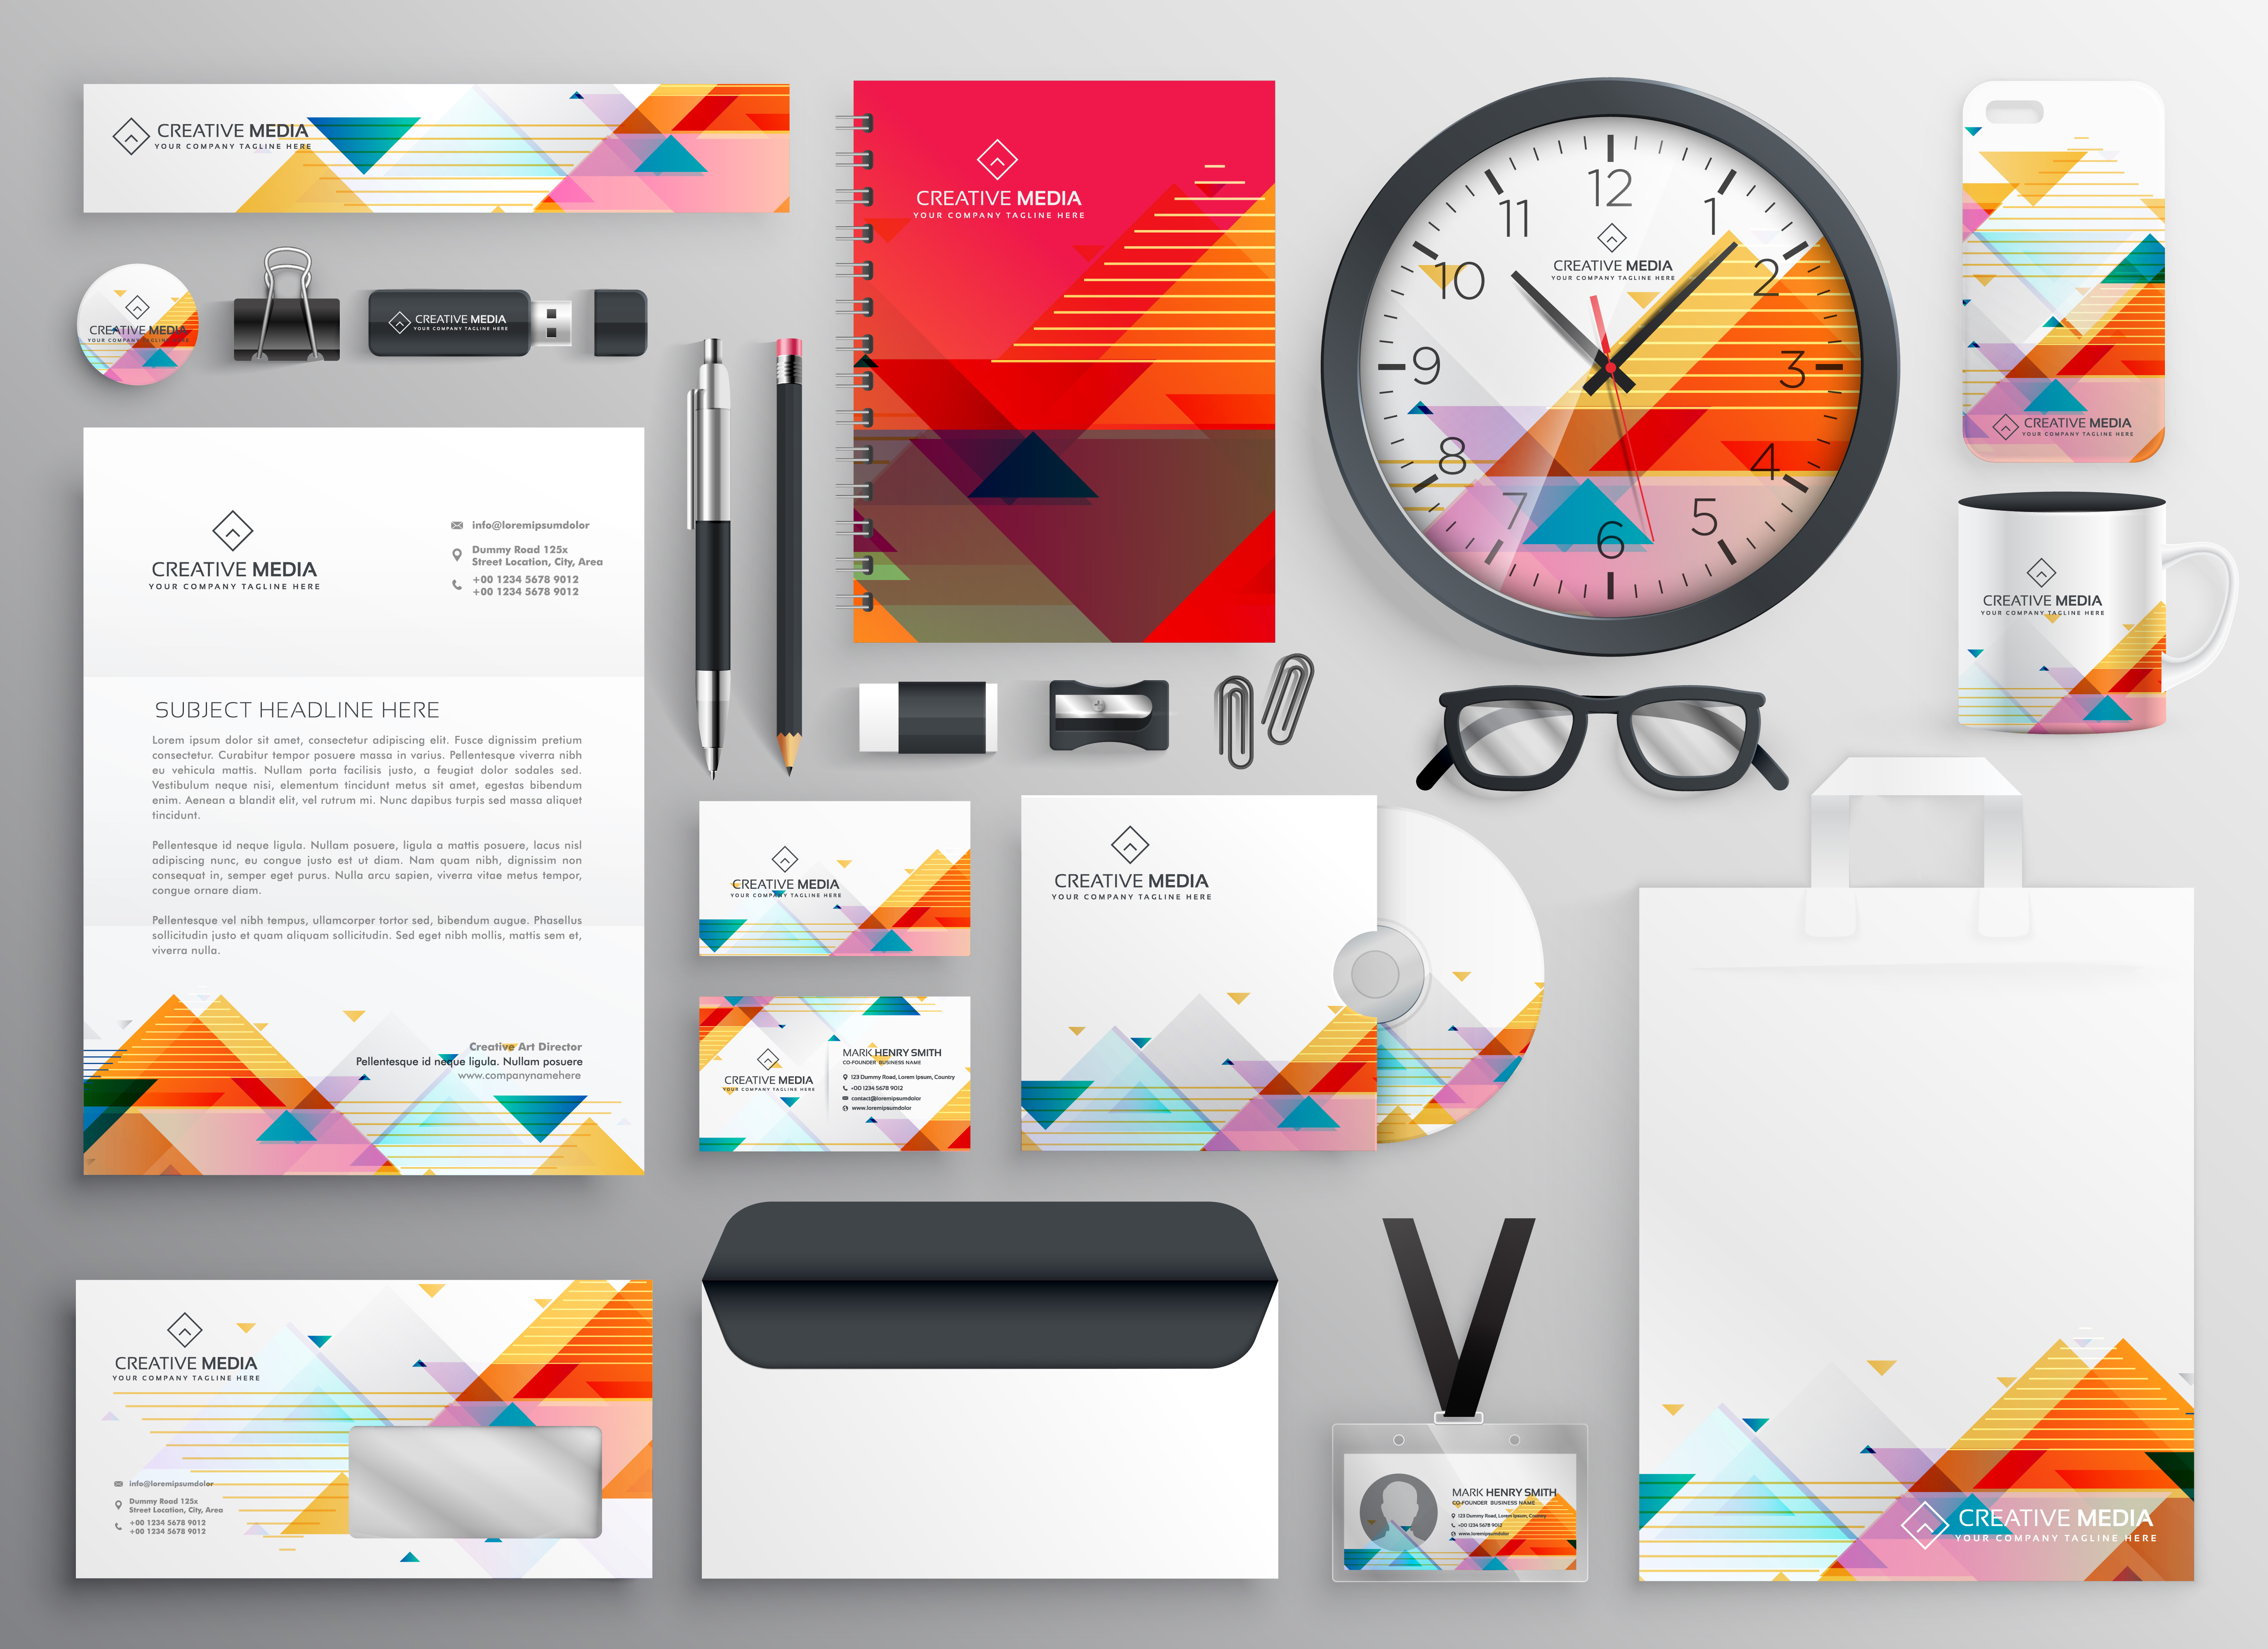 CREATIVE MEDIA
YOUR COMPANY TAGLINE HERE
CREATIVE MEDIA
YOUR COMPANY TAGLINE HERE
CREATIVE MEDIA
YOUR COMPANY TAGLINE HERE
CREATIVE MEDIA
YOUR COMPANY TAGLINE HERE
12
1
2
3
4
5
6
7
8
9
10
11
CREATIVE MEDIA
YOUR COMPANY TAGLINE HERE
CREATIVE MEDIA
YOUR COMPANY TAGLINE HERE
CREATIVE MEDIA
YOUR COMPANY TAGLINE HERE
CREATIVE MEDIA
YOUR COMPANY TAGLINE HERE
info@loremipsumdolor
Dummy Road 125x
Street Location, City, Area
+00 1234 5678 9012
+00 1234 5678 9012
SUBJECT HEADLINE HERE
Lorem ipsum dolor sit amet, consectetur adipiscing elit. Fusce dignissim pretium
consectetur. Curabitur tempor posuere massa in varius. Pellentesque viverra nibh
eu vehicula mattis. Nullam porta facilisis justo, a feugiat dolor sodales sed.
Vestibulum neque nisi, elementum tincidunt metus sit amet, egestas bibendum
enim. Aenean a blandit elit, vel rutrum mi. Nunc dapibus turpis sed massa aliquet
tincidunt.
Pellentesque id neque ligula. Nullam posuere, ligula a mattis posuere, lacus nisl
adipiscing nunc, eu congue justo est ut diam. Nam quam nibh, dignissim non
consequat in, semper eget purus. Nulla arcu sapien, viverra vitae metus tempor,
congue ornare diam.
Pellentesque vel nibh tempus, ullamcorper tortor sed, bibendum augue. Phasellus
sollicitudin justo et quam aliquam sollicitudin. Sed eget nibh mollis, mattis sem et,
viverra nulla.
Creative Art Director
Pellentesque id neque ligula. Nullam posuere
www.companynamehere
CREATIVE MEDIA
YOUR COMPANY TAGLINE HERE
CREATIVE MEDIA
YOUR COMPANY TAGLINE HERE
MARK HENRY SMITH
CO-FOUNDER BUSINESS NAME
123 Dummy Road, Lorem Ipsum, Country
+00 1234 5678 9012
contact@loremipsumdolor
www.loremipsumdolor
CREATIVE MEDIA
YOUR COMPANY TAGLINE HERE
CREATIVE MEDIA
YOUR COMPANY TAGLINE HERE
info@loremipsumdolor
Dummy Road 125x
Street Location, City, Area
+00 1234 5678 9012
+00 1234 5678 9012
MARK HENRY SMITH
CO-FOUNDER BUSINESS NAME
123 Dummy Road, Lorem Ipsum, Country
+00 1234 5678 9012
www.loremipsumdolor
CREATIVE MEDIA
YOUR COMPANY TAGLINE HERE